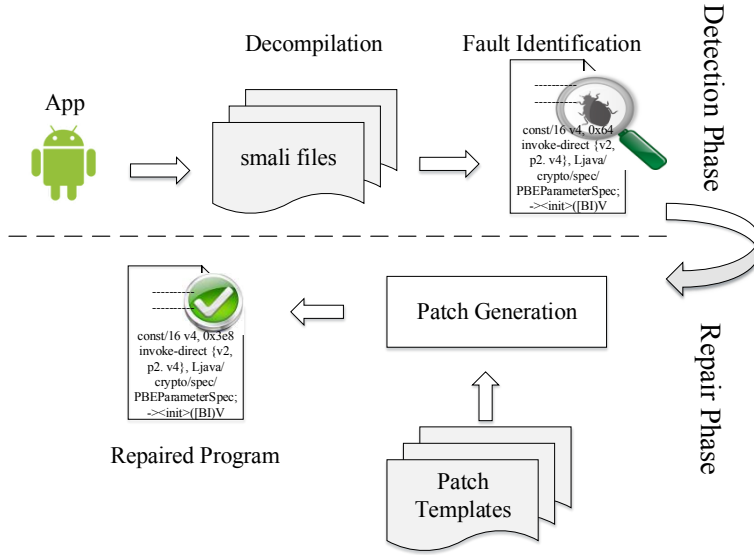 Decompilation
Fault Identification
App
smali files
const/16 v4, 0x64
invoke-direct {v2,
p2. v4}, Ljava/
crypto/spec/
PBEParameterSpec;
-><init>([BI)V
Detection Phase
const/16 v4, 0x3e8
invoke-direct {v2,
p2. v4}, Ljava/
crypto/spec/
PBEParameterSpec;
-><init>([BI)V
Repaired Program
Patch Generation
Patch
Templates
Repair Phase